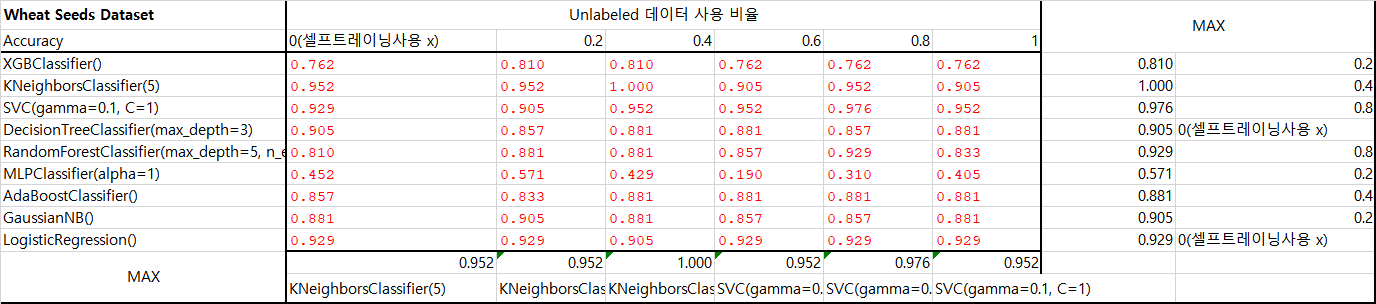 Wheat Seeds Dataset Unlabeled 데이터 사용 비율 MAX
Accuracy 0(셀프트레이닝사용 x) 0.2 0.4 0.6 0.8 1
XGBClassifier() 0.762 0.810 0.810 0.762 0.762 0.762 0.810 0.2
KNeighborsClassifier(5) 0.952 0.952 1.000 0.905 0.952 0.905 1.000 0.4
SVC(gamma=0.1, C=1) 0.929 0.905 0.952 0.952 0.976 0.952 0.976 0.8
DecisionTreeClassifier(max_depth=3) 0.905 0.857 0.881 0.881 0.857 0.881 0.905 0(셀프트레이닝사용 x)
RandomForestClassifier(max_depth=5, n_e 0.810 0.881 0.881 0.857 0.929 0.833 0.929 0.8
MLPClassifier(alpha=1) 0.452 0.571 0.429 0.190 0.310 0.405 0.571 0.2
AdaBoostClassifier() 0.857 0.833 0.881 0.881 0.881 0.881 0.881 0.4
GaussianNB() 0.881 0.905 0.881 0.857 0.857 0.881 0.905 0.2
LogisticRegression() 0.929 0.929 0.905 0.929 0.929 0.929 0.929 0(셀프트레이닝사용 x)
MAX 0.952 0.952 1.000 0.952 0.976 0.952
KNeighborsClassifier(5) KNeighborsClas KNeighborsClas SVC(gamma=0. SVC(gamma=0. SVC(gamma=0.1, C=1)